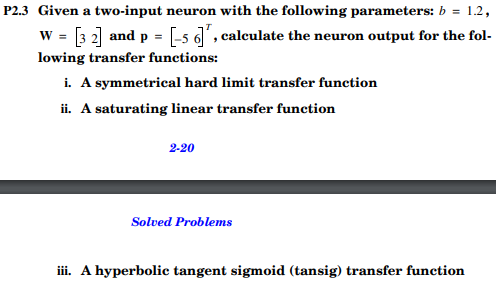 P2.3 Given a two-input neuron with the following parameters: b = 1.2,
W = [3 2] and p = [–5 6]ᵀ, calculate the neuron output for the fol-
lowing transfer functions:
i. A symmetrical hard limit transfer function
ii. A saturating linear transfer function
2-20
Solved Problems
iii. A hyperbolic tangent sigmoid (tansig) transfer function